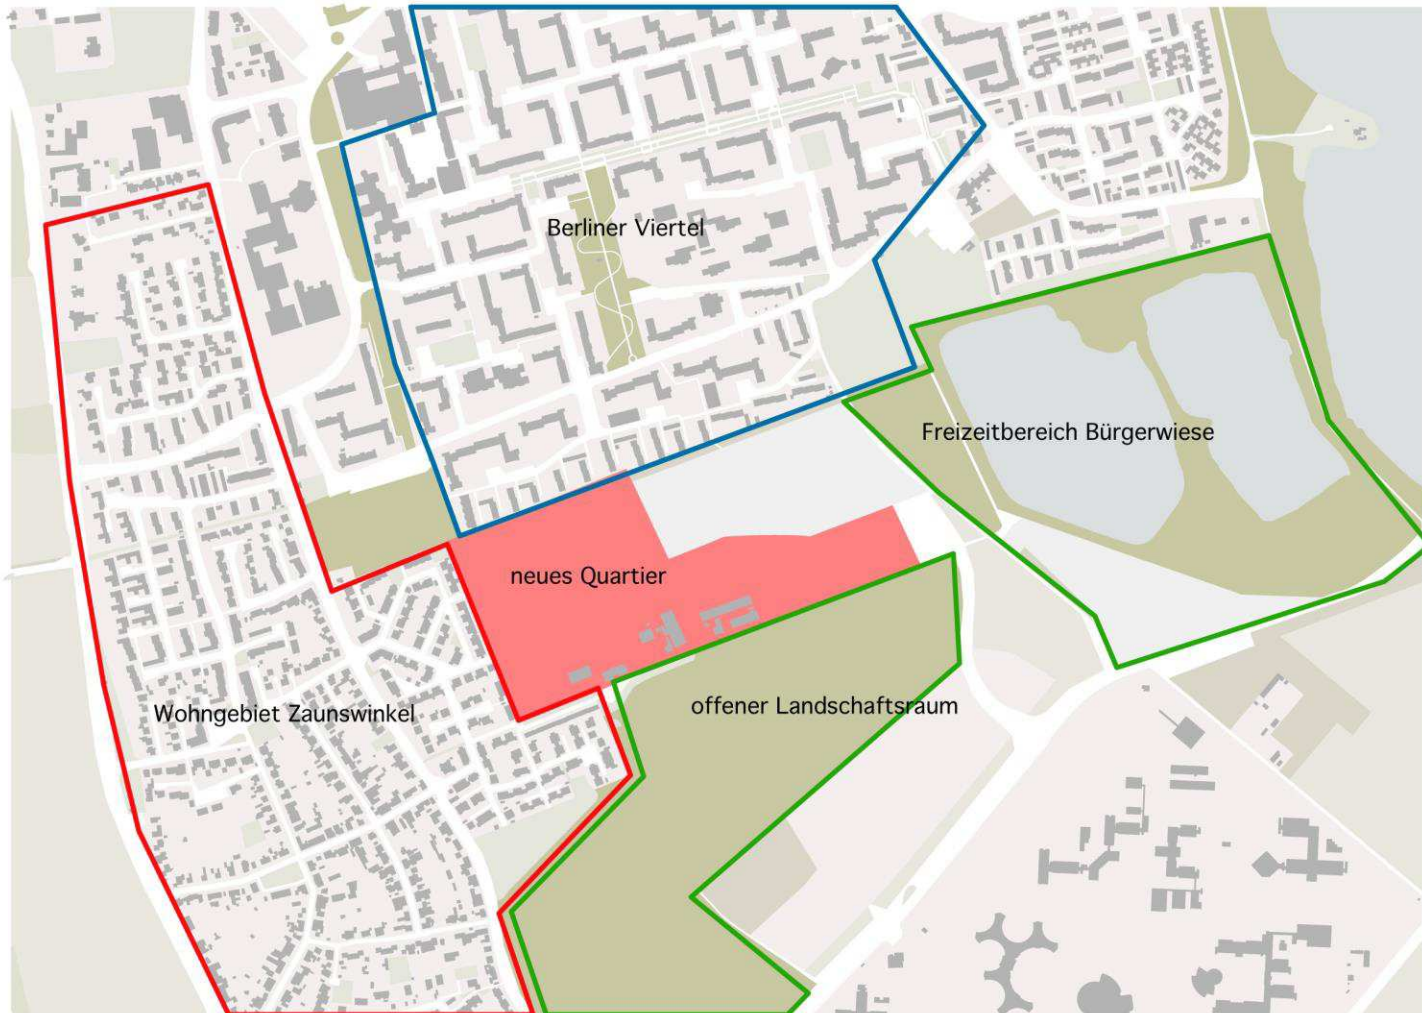 Berliner Viertel
Freizeitbereich Bürgerwiese
neues Quartier
Wohngebiet Zaunswinkel
offener Landschaftsraum